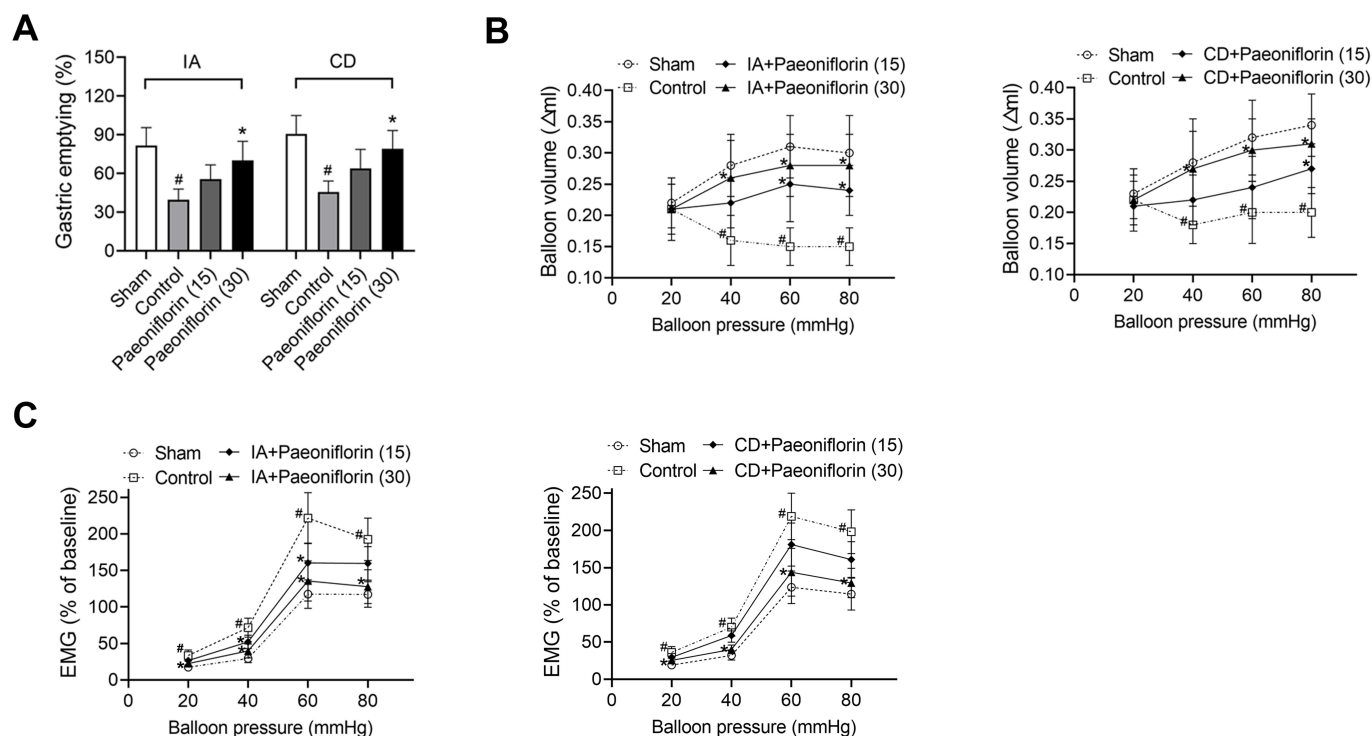 A
Gastric emptying (%)
150
120
90
60
30
0
IA
CD
#
*
#
*
Sham
Control
Paeoniflorin (15)
Paeoniflorin (30)
Sham
Control
Paeoniflorin (15)
Paeoniflorin (30)
B
Sham IA+Paeoniflorin (15)
Control IA+Paeoniflorin (30)
Balloon volume (△ml)
0.40
0.35
0.30
0.25
0.20
0.15
0.10
* * *
* *
# # #
0 20 40 60 80
Balloon pressure (mmHg)
Sham CD+Paeoniflorin (15)
Control CD+Paeoniflorin (30)
Balloon volume (△ml)
0.40
0.35
0.30
0.25
0.20
0.15
0.10
* * *
*
# # #
0 20 40 60 80
Balloon pressure (mmHg)
C
Sham IA+Paeoniflorin (15)
Control IA+Paeoniflorin (30)
EMG (% of baseline)
250
200
150
100
50
0
# # # #
* *
* * * *
0 20 40 60 80
Balloon pressure (mmHg)
Sham CD+Paeoniflorin (15)
Control CD+Paeoniflorin (30)
EMG (% of baseline)
250
200
150
100
50
0
# # # #
* * * *
0 20 40 60 80
Balloon pressure (mmHg)